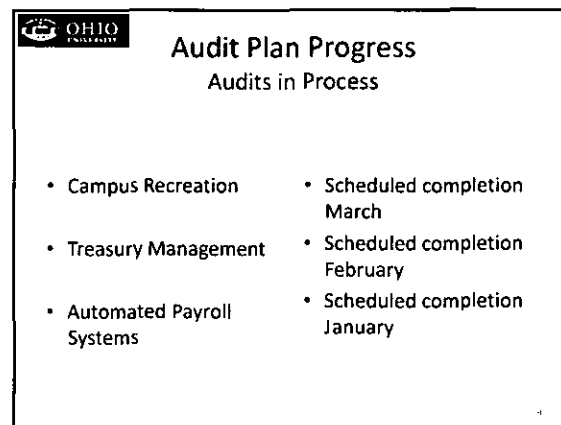 OHIO
UNIVERSITY
Audit Plan Progress
Audits in Process
• Campus Recreation
• Treasury Management
• Automated Payroll
Systems
• Scheduled completion
March
• Scheduled completion
February
• Scheduled completion
January